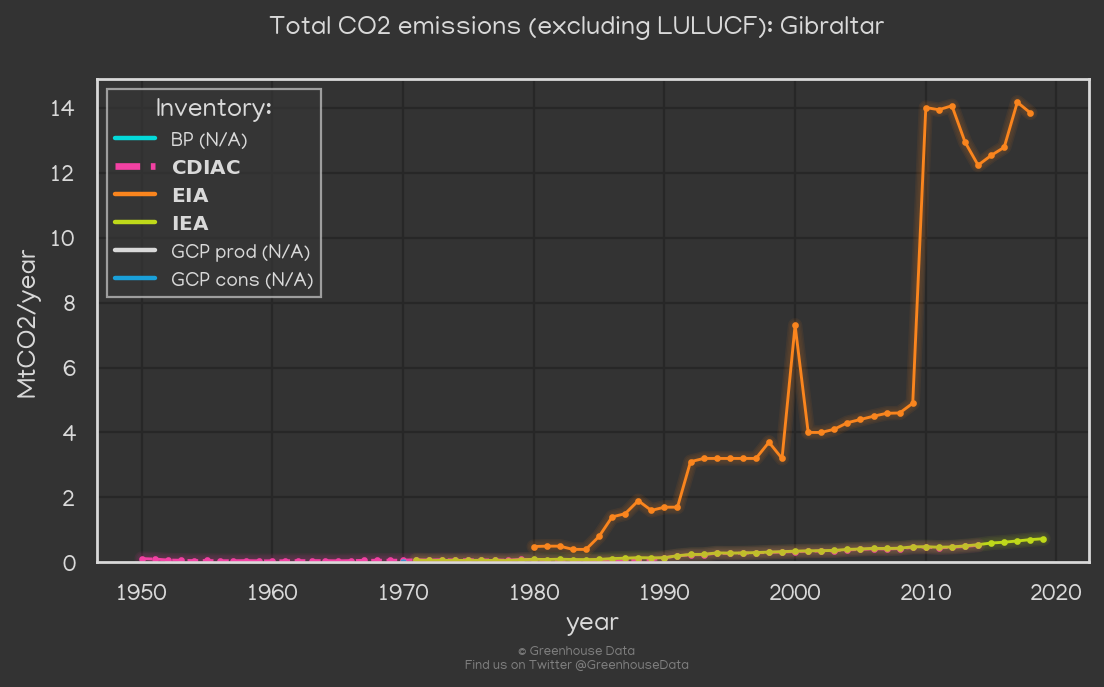 Total CO2 emissions (excluding LULUCF): Gibraltar
Inventory:
BP (N/A)
CDIAC
EIA
IEA
GCP prod (N/A)
GCP cons (N/A)
MtCO2/year
14
12
10
8
6
4
2
0
1950 1960 1970 1980 1990 2000 2010 2020
year
© Greenhouse Data
Find us on Twitter @GreenhouseData